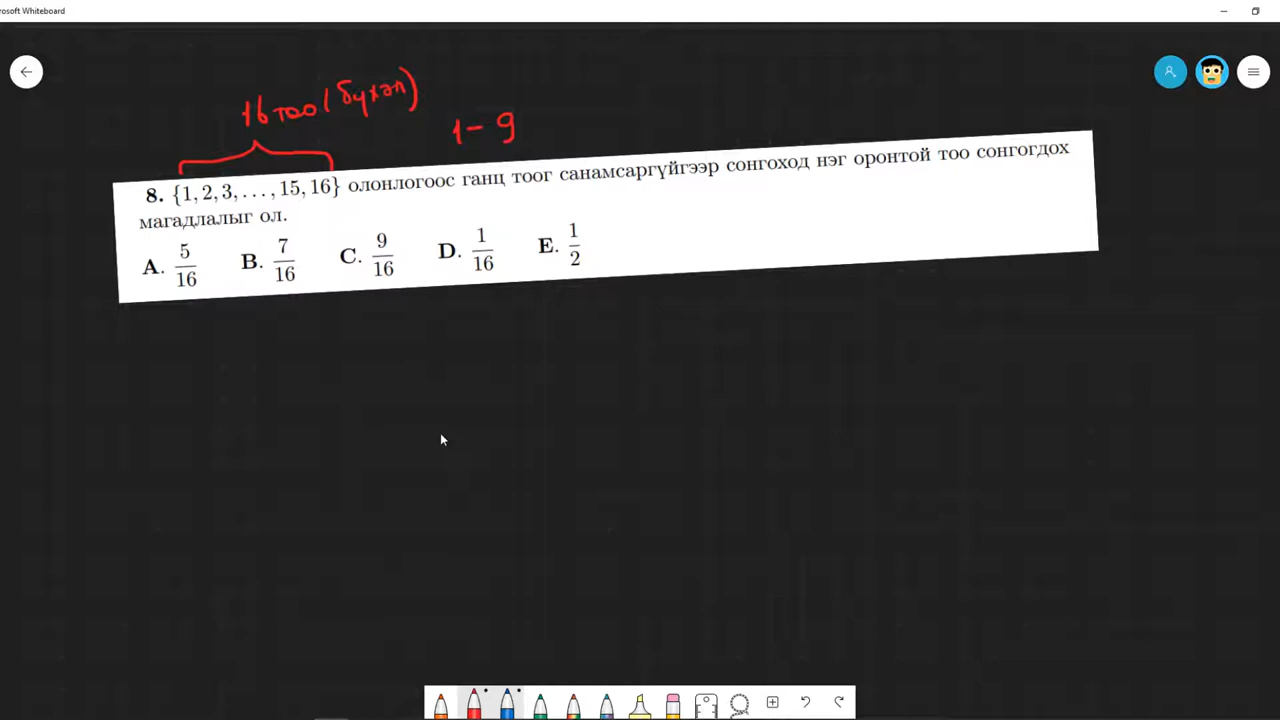 rosoft Whiteboard
16 тоо (бүхэл)
1 - 9
8. {1, 2, 3, . . . , 15, 16} олонлогоос ганц тоог санамсаргүйгээр сонгоход нэг оронтой тоо сонгогдох
магадлалыг ол.
A. 5/16 B. 7/16 C. 9/16 D. 1/16 E. 1/2